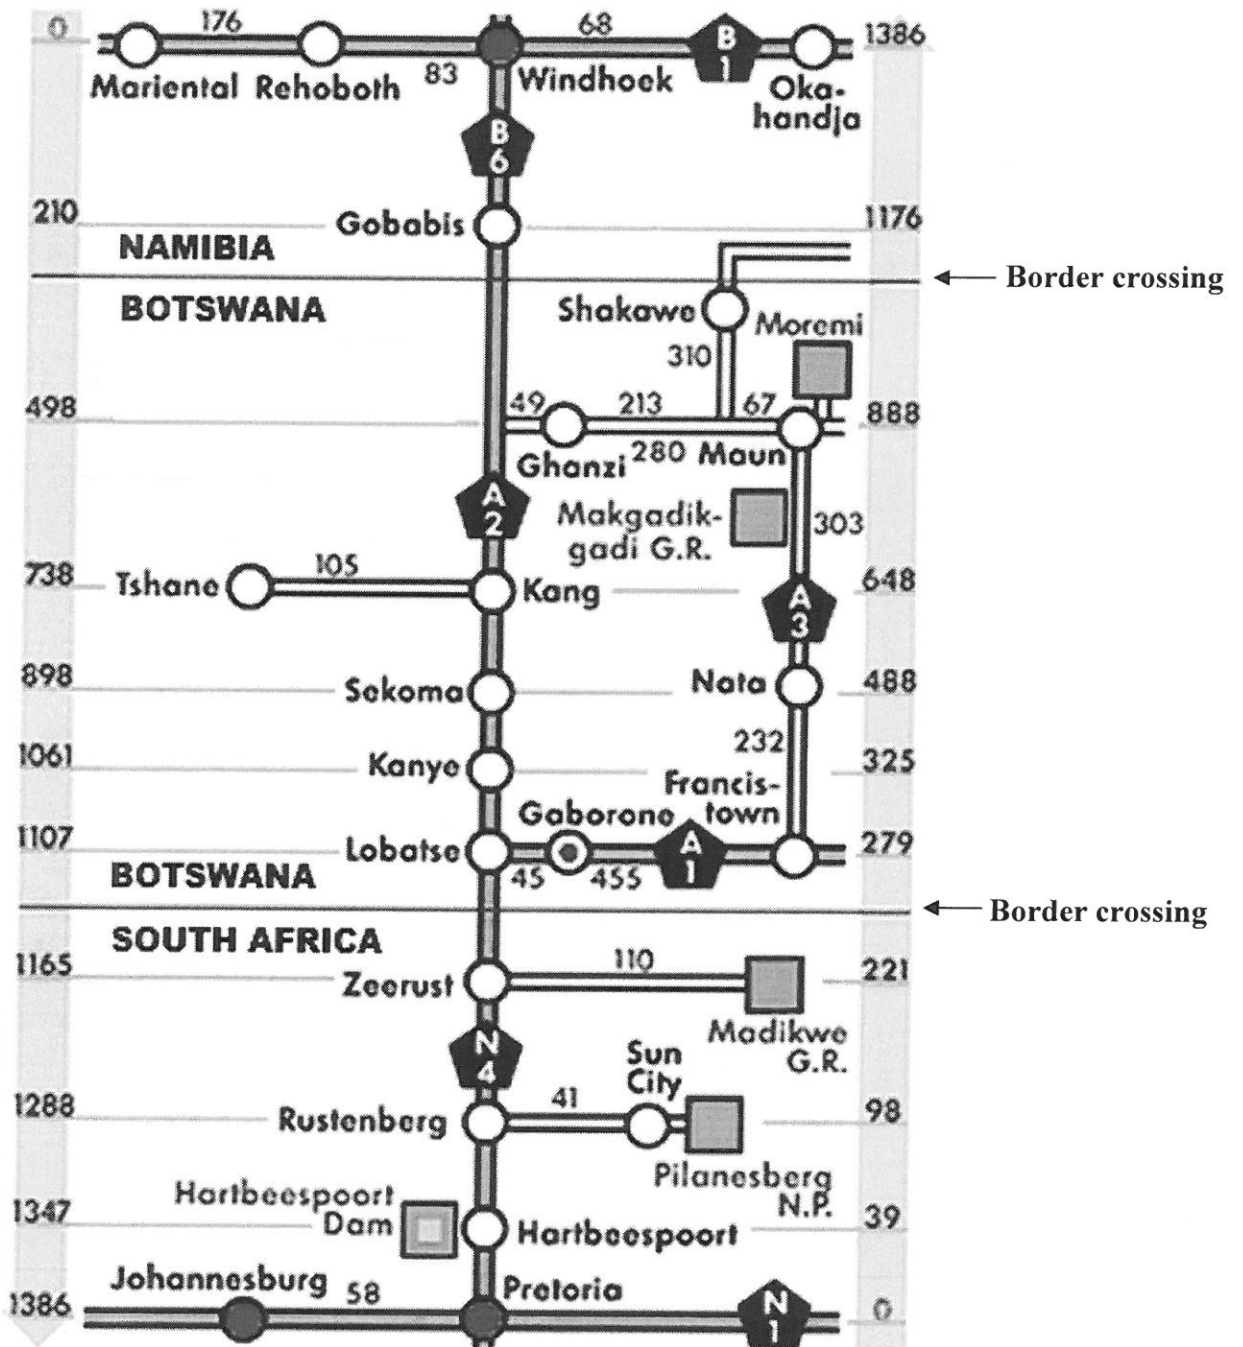 0
176
68
B
1
1386
Mariental
Rehoboth
83
Windhoek
Oka-
handja
B
6
210
Gobabis
1176
NAMIBIA
Border crossing
BOTSWANA
Shakawe
Moremi
310
498
49
213
67
888
Ghanzi
280
Maun
A
2
Makgadik-
gadi G.R.
303
738
Tshane
105
Kang
648
A
3
898
Sekoma
Nata
488
232
1061
Kanye
325
Francis-
town
Gaborone
1107
Lobatse
A
1
279
45
455
BOTSWANA
Border crossing
SOUTH AFRICA
1165
Zeerust
110
221
Madikwe
G.R.
N
4
Sun
City
1288
Rustenberg
41
98
Pilanesberg
N.P.
Hartbeespoort
Dam
1347
Hartbeespoort
39
Johannesburg
58
Pretoria
1386
N
1
0